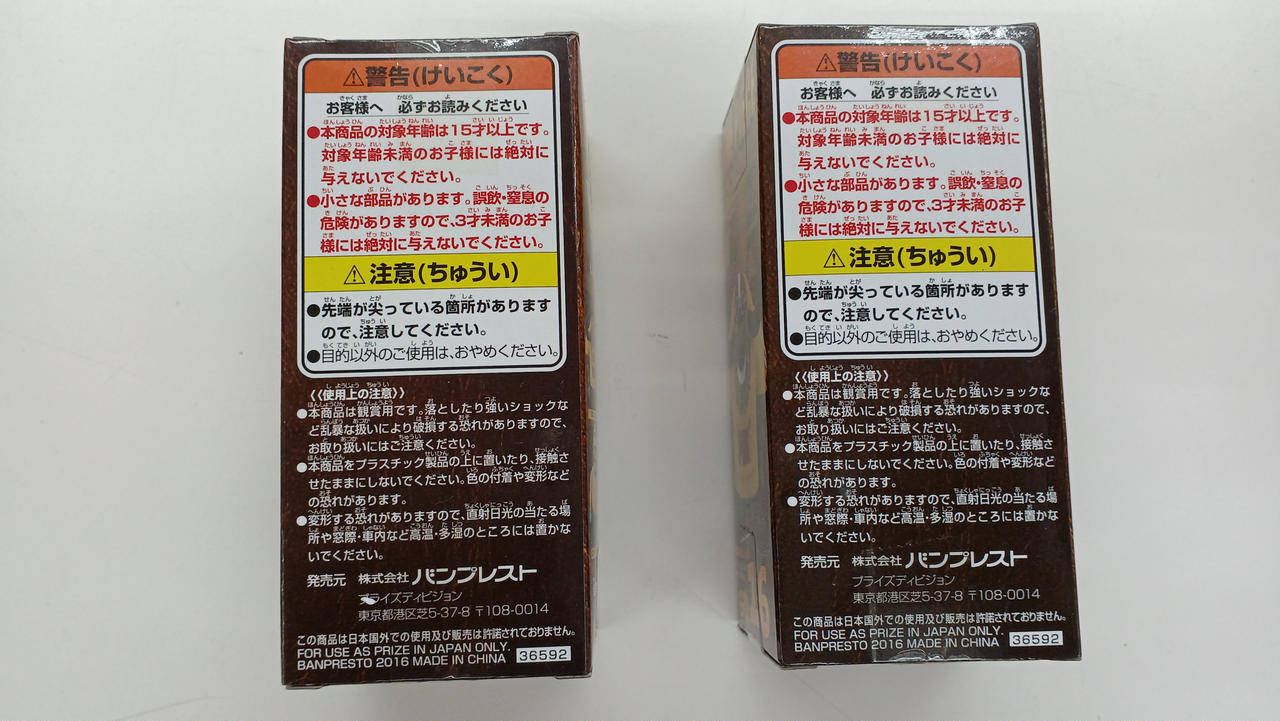 ⚠警告(けいこく)
お客様へ 必ずお読みください
●本商品の対象年齢は15才以上です。
対象年齢未満のお子様には絶対に
与えないでください。
●小さな部品があります。誤飲・窒息の
危険がありますので、3才未満のお子
様には絶対に与えないでください。
⚠注意(ちゅうい)
●先端が尖っている箇所があります
ので、注意してください。
●目的以外のご使用は、おやめください。
《使用上の注意》
●本商品は観賞用です。落としたり強いショックな
ど乱暴な扱いにより破損する恐れがありますので、
お取り扱いにはご注意ください。
●本商品をプラスチック製品の上に置いたり、接触さ
せたままにしないでください。色の付着や変形など
の恐れがあります。
●変形する恐れがありますので、直射日光の当たる場
所や窓際・車内など高温・多湿のところには置かな
いでください。
発売元 株式会社 バンプレスト
プライズディビジョン
東京都港区芝5-37-8 〒108-0014
この商品は日本国外での使用及び販売は許諾されておりません。
FOR USE AS PRIZE IN JAPAN ONLY.
BANPRESTO 2016 MADE IN CHINA 36592
⚠警告(けいこく)
お客様へ 必ずお読みください
●本商品の対象年齢は15才以上です。
対象年齢未満のお子様には絶対に
与えないでください。
●小さな部品があります。誤飲・窒息の
危険がありますので、3才未満のお子
様には絶対に与えないでください。
⚠注意(ちゅうい)
●先端が尖っている箇所があります
ので、注意してください。
●目的以外のご使用は、おやめください。
《使用上の注意》
●本商品は観賞用です。落としたり強いショックな
ど乱暴な扱いにより破損する恐れがありますので、
お取り扱いにはご注意ください。
●本商品をプラスチック製品の上に置いたり、接触さ
せたままにしないでください。色の付着や変形など
の恐れがあります。
●変形する恐れがありますので、直射日光の当たる場
所や窓際・車内など高温・多湿のところには置かな
いでください。
発売元 株式会社 バンプレスト
プライズディビジョン
東京都港区芝5-37-8 〒108-0014
この商品は日本国外での使用及び販売は許諾されておりません。
FOR USE AS PRIZE IN JAPAN ONLY.
BANPRESTO 2016 MADE IN CHINA 36592